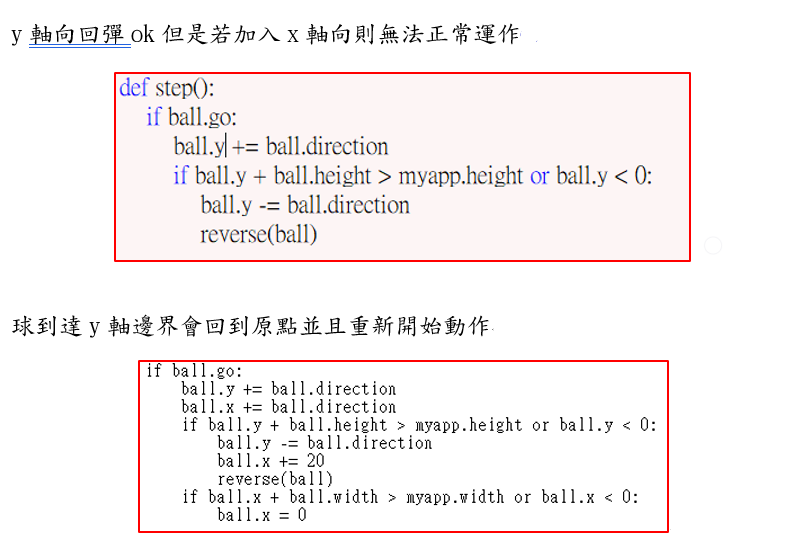 y 軸向回彈 ok 但是若加入 x 軸向則無法正常運作
def step():
if ball.go:
ball.y += ball.direction
if ball.y + ball.height > myapp.height or ball.y < 0:
ball.y -= ball.direction
reverse(ball)
球到達 y 軸邊界會回到原點並且重新開始動作
if ball.go:
ball.y += ball.direction
ball.x += ball.direction
if ball.y + ball.height > myapp.height or ball.y < 0:
ball.y -= ball.direction
ball.x += 20
reverse(ball)
if ball.x + ball.width > myapp.width or ball.x < 0:
ball.x = 0